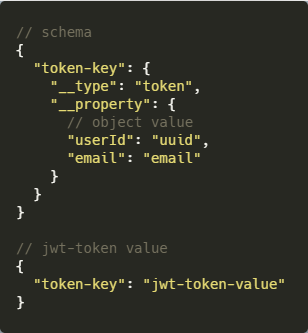 // schema
{
  "token-key": {
    "__type": "token",
    "__property": {
      // object value
      "userId": "uuid",
      "email": "email"
    }
  }
}

// jwt-token value
{
  "token-key": "jwt-token-value"
}